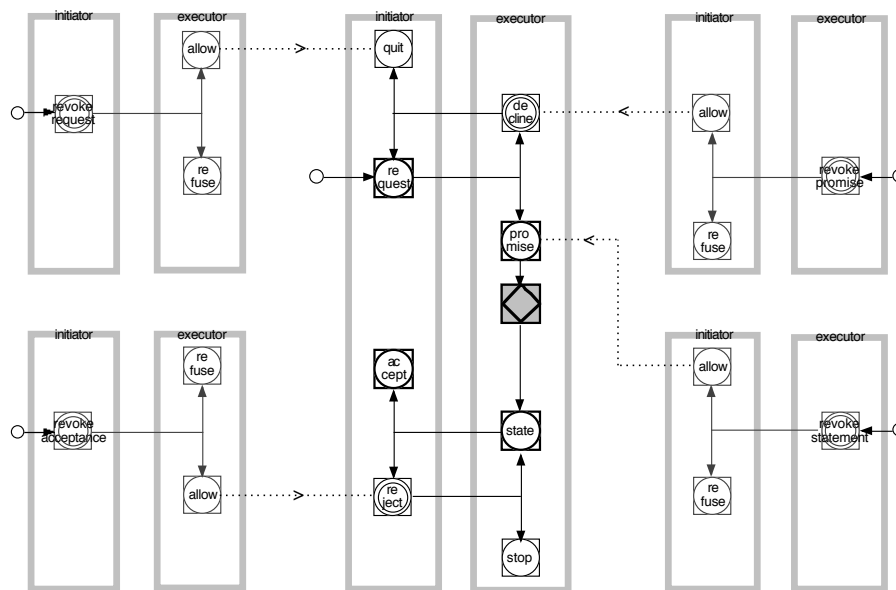 initiator
executor
initiator
executor
initiator
executor
allow
quit
revoke
request
de
cline
allow
re
fuse
re
quest
revoke
promise
pro
mise
re
fuse
initiator
executor
initiator
executor
re
fuse
ac
cept
allow
revoke
acceptance
state
revoke
statement
allow
re
ject
re
fuse
stop